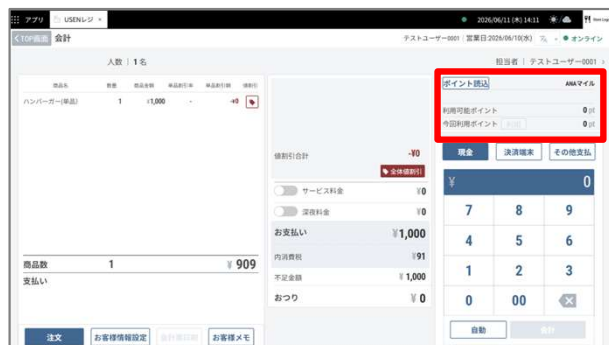 アプリ USENレジ
2026/06/11(木) 14:11
<TOP画面 会計
テストユーザー0001 営業日:2026/06/10(水) オンライン
人数 | 1 名
担当者 | テストユーザー0001 >
商品名 数量 商品金額 単品割引率 単品割引額 値割引
ハンバーガー(単品) 1 ¥1,000 - -¥0
ポイント読込 ANAマイル
利用可能ポイント 0 pt
今回利用ポイント 利用 0 pt
値割引合計 -¥0
全体値割引
サービス料金 ¥0
深夜料金 ¥0
お支払い ¥1,000
内消費税 ¥91
不足金額 ¥ 1,000
おつり ¥ 0
商品数 1 ¥ 909
支払い
現金 決済端末 その他支払
¥ 0
7 8 9
4 5 6
1 2 3
0 00
自動 会計
注文 お客様情報設定 お客様メモ